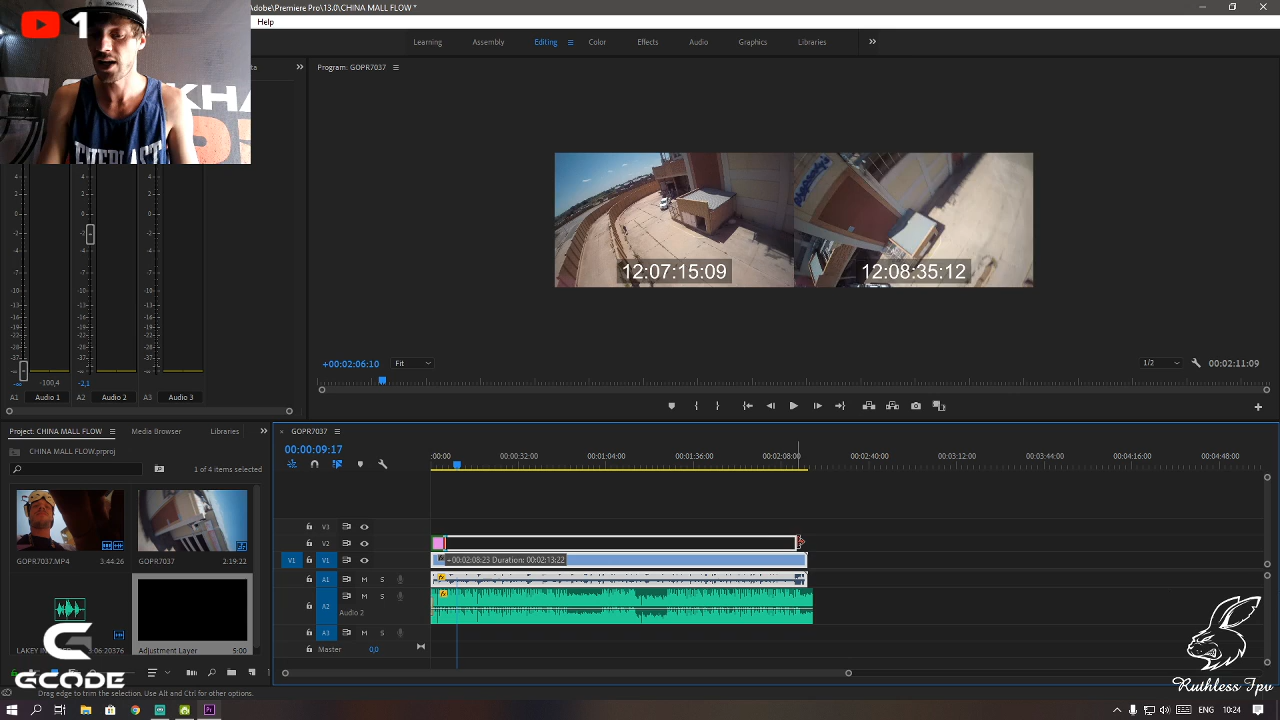 1
Adobe\Premiere Pro\13.0\CHINA MALL FLOW *
Help
Learning Assembly Editing Color Effects Audio Graphics Libraries
Program: GOPR7037
EVERLAST
12:07:15:09 12:08:35:12
+00:02:06:10 Fit 1/2 00:02:11:09
-∞ -100,4 -2,1
A1 Audio 1 A2 Audio 2 A3 Audio 3
Project: CHINA MALL FLOW Media Browser Libraries
CHINA MALL FLOW.prproj
1 of 4 items selected
GOPR7037.MP4 3:44:26
GOPR7037 2:19:22
Adjustment Layer 5:00
GOPR7037
00:00:09:17
:00:00 00:00:32:00 00:01:04:00 00:01:36:00 00:02:08:00 00:02:40:00 00:03:12:00 00:03:44:00 00:04:16:00 00:04:48:00
V3
V2
V1 V1 +00:02:08:23 Duration: 00:02:13:22
A1 M S
A2 M S
Audio 2
A3 M S
Master 0,0
GCODE
Ruthless Fpv
Drag edge to trim the selection. Use Alt and Ctrl for other options.
ENG 10:24